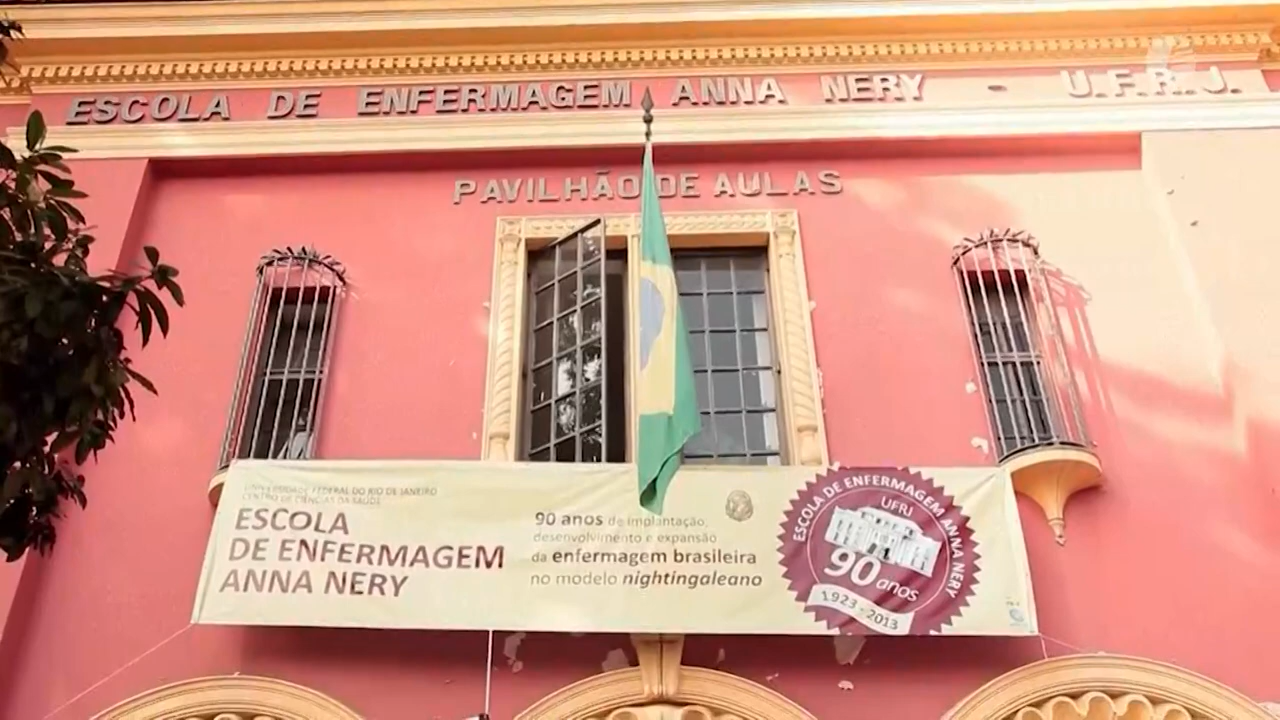 ESCOLA DE ENFERMAGEM ANNA NERY - U.F.R.J.
PAVILHÃO DE AULAS
UNIVERSIDADE FEDERAL DO RIO DE JANEIRO
CENTRO DE CIÊNCIAS DA SAÚDE
ESCOLA
DE ENFERMAGEM
ANNA NERY
90 anos de implantação,
desenvolvimento e expansão
da enfermagem brasileira
no modelo nightingaleano
ESCOLA DE ENFERMAGEM ANNA NERY
UFRJ
90 anos
1923 - 2013